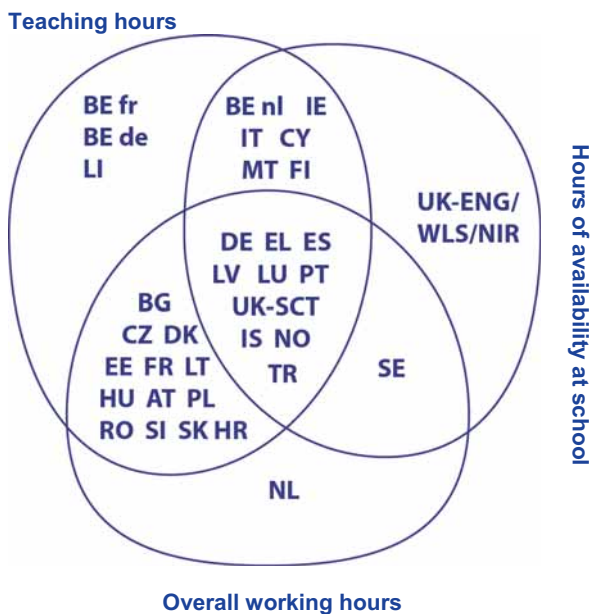 Teaching hours
BE fr
BE de
LI
BE nl IE
IT CY
MT FI
UK-ENG/
WLS/NIR
Hours of availability at school
DE EL ES
LV LU PT
UK-SCT
IS NO
TR
BG
CZ DK
EE FR LT
HU AT PL
RO SI SK HR
SE
NL
Overall working hours